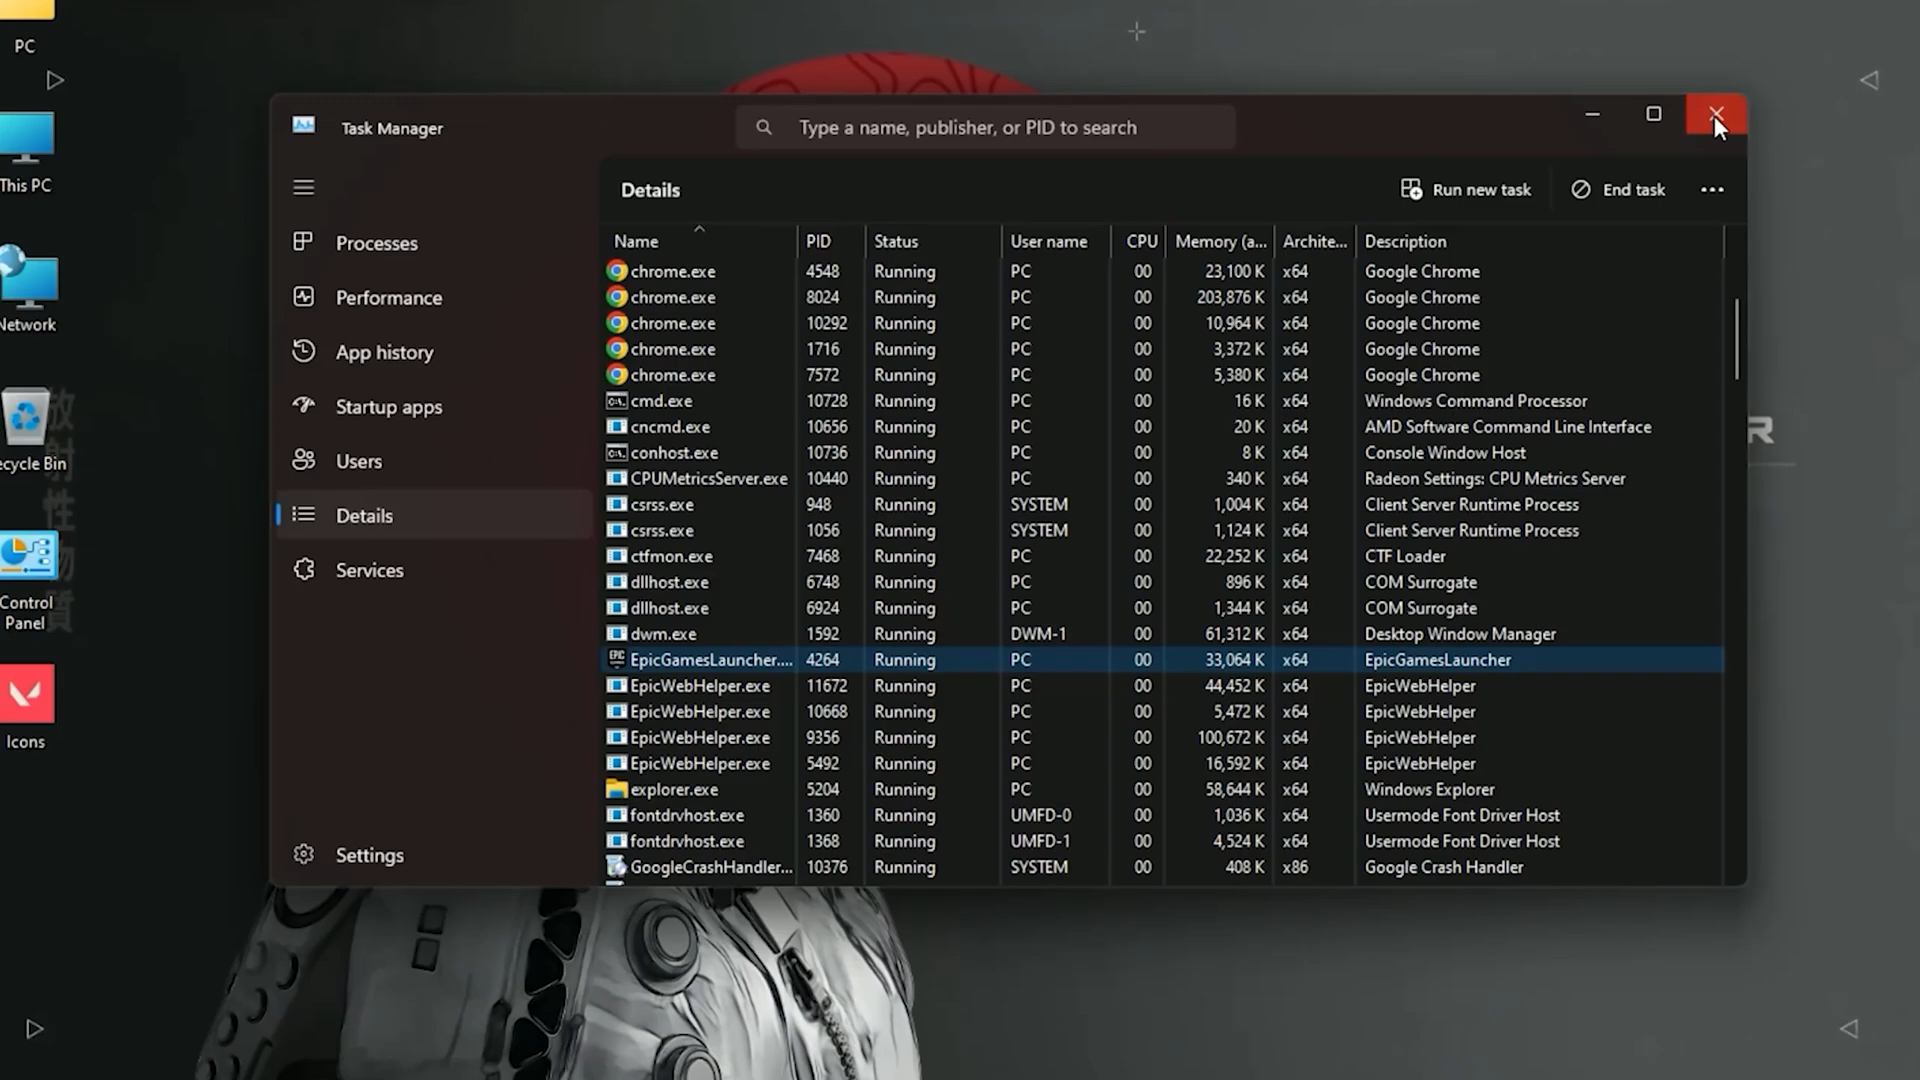 PC
This PC
Network
ecycle Bin
Control
Panel
Icons
放射性物質
R
Task Manager
Type a name, publisher, or PID to search
Processes
Performance
App history
Startup apps
Users
Details
Services
Settings
Details
Run new task
End task
Name PID Status User name CPU Memory (a... Archite... Description
chrome.exe 4548 Running PC 00 23,100 K x64 Google Chrome
chrome.exe 8024 Running PC 00 203,876 K x64 Google Chrome
chrome.exe 10292 Running PC 00 10,964 K x64 Google Chrome
chrome.exe 1716 Running PC 00 3,372 K x64 Google Chrome
chrome.exe 7572 Running PC 00 5,380 K x64 Google Chrome
cmd.exe 10728 Running PC 00 16 K x64 Windows Command Processor
cncmd.exe 10656 Running PC 00 20 K x64 AMD Software Command Line Interface
conhost.exe 10736 Running PC 00 8 K x64 Console Window Host
CPUMetricsServer.exe 10440 Running PC 00 340 K x64 Radeon Settings: CPU Metrics Server
csrss.exe 948 Running SYSTEM 00 1,004 K x64 Client Server Runtime Process
csrss.exe 1056 Running SYSTEM 00 1,124 K x64 Client Server Runtime Process
ctfmon.exe 7468 Running PC 00 22,252 K x64 CTF Loader
dllhost.exe 6748 Running PC 00 896 K x64 COM Surrogate
dllhost.exe 6924 Running PC 00 1,344 K x64 COM Surrogate
dwm.exe 1592 Running DWM-1 00 61,312 K x64 Desktop Window Manager
EPIC EpicGamesLauncher.... 4264 Running PC 00 33,064 K x64 EpicGamesLauncher
EpicWebHelper.exe 11672 Running PC 00 44,452 K x64 EpicWebHelper
EpicWebHelper.exe 10668 Running PC 00 5,472 K x64 EpicWebHelper
EpicWebHelper.exe 9356 Running PC 00 100,672 K x64 EpicWebHelper
EpicWebHelper.exe 5492 Running PC 00 16,592 K x64 EpicWebHelper
explorer.exe 5204 Running PC 00 58,644 K x64 Windows Explorer
fontdrvhost.exe 1360 Running UMFD-0 00 1,036 K x64 Usermode Font Driver Host
fontdrvhost.exe 1368 Running UMFD-1 00 4,524 K x64 Usermode Font Driver Host
GoogleCrashHandler... 10376 Running SYSTEM 00 408 K x86 Google Crash Handler